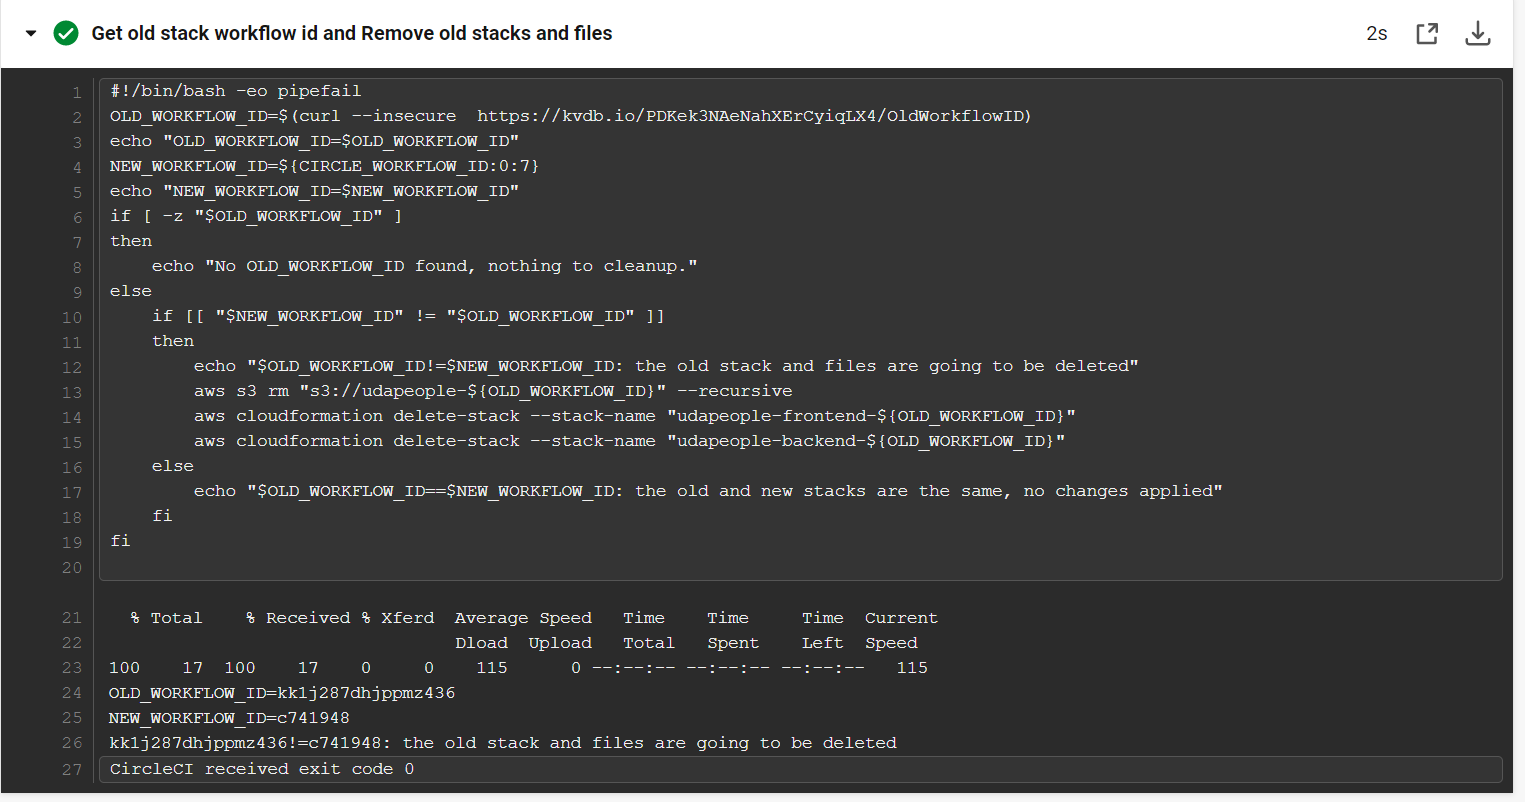 Get old stack workflow id and Remove old stacks and files 2s
1 #!/bin/bash -eo pipefail
2 OLD_WORKFLOW_ID=$(curl --insecure  https://kvdb.io/PDKek3NAeNahXErCyiqLX4/OldWorkflowID)
3 echo "OLD_WORKFLOW_ID=$OLD_WORKFLOW_ID"
4 NEW_WORKFLOW_ID=${CIRCLE_WORKFLOW_ID:0:7}
5 echo "NEW_WORKFLOW_ID=$NEW_WORKFLOW_ID"
6 if [ -z "$OLD_WORKFLOW_ID" ]
7 then
8     echo "No OLD_WORKFLOW_ID found, nothing to cleanup."
9 else
10     if [[ "$NEW_WORKFLOW_ID" != "$OLD_WORKFLOW_ID" ]]
11     then
12         echo "$OLD_WORKFLOW_ID!=$NEW_WORKFLOW_ID: the old stack and files are going to be deleted"
13         aws s3 rm "s3://udapeople-${OLD_WORKFLOW_ID}" --recursive
14         aws cloudformation delete-stack --stack-name "udapeople-frontend-${OLD_WORKFLOW_ID}"
15         aws cloudformation delete-stack --stack-name "udapeople-backend-${OLD_WORKFLOW_ID}"
16     else
17         echo "$OLD_WORKFLOW_ID==$NEW_WORKFLOW_ID: the old and new stacks are the same, no changes applied"
18     fi
19 fi
20
21   % Total    % Received % Xferd  Average Speed   Time    Time     Time  Current
22                                  Dload  Upload   Total   Spent    Left  Speed
23 100    17  100    17    0     0    115      0 --:--:-- --:--:-- --:--:--   115
24 OLD_WORKFLOW_ID=kk1j287dhjppmz436
25 NEW_WORKFLOW_ID=c741948
26 kk1j287dhjppmz436!=c741948: the old stack and files are going to be deleted
27 CircleCI received exit code 0